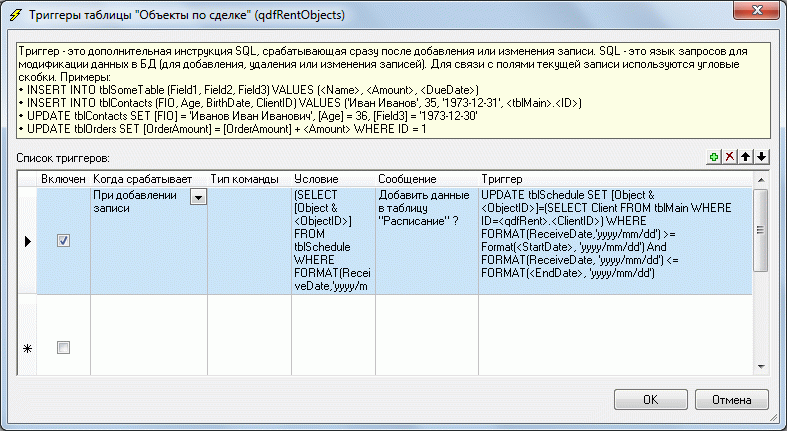 Триггеры таблицы "Объекты по сделке" (qdfRentObjects)
Триггер - это дополнительная инструкция SQL, срабатывающая сразу после добавления или изменения записи. SQL - это язык запросов для
модификации данных в БД (для добавления, удаления или изменения записей). Для связи с полями текущей записи используются угловые
скобки. Примеры:
• INSERT INTO tblSomeTable (Field1, Field2, Field3) VALUES (<Name>, <Amount>, <DueDate>)
• INSERT INTO tblContacts (FIO, Age, BirthDate, ClientID) VALUES ('Иван Иванов', 35, '1973-12-31', <tblMain>.<ID>)
• UPDATE tblContacts SET [FIO] = 'Иванов Иван Иванович', [Age] = 36, [Field3] = '1973-12-30'
• UPDATE tblOrders SET [OrderAmount] = [OrderAmount] + <Amount> WHERE ID = 1
Список триггеров:
Включен Когда срабатывает Тип команды Условие Сообщение Триггер
При добавлении
записи
(SELECT
[Object &
<ObjectID>]
FROM
tblSchedule
WHERE
FORMAT(Recei
veDate,'yyyy/m
Добавить данные
в таблицу
"Расписание" ?
UPDATE tblSchedule SET [Object &
<ObjectID>]=(SELECT Client FROM tblMain WHERE
ID=<qdfRent>.<ClientID>) WHERE
FORMAT(ReceiveDate,'yyyy/mm/dd') >=
Format(<StartDate>, 'yyyy/mm/dd') And
FORMAT(ReceiveDate, 'yyyy/mm/dd') <=
FORMAT(<EndDate>, 'yyyy/mm/dd')
OK
Отмена